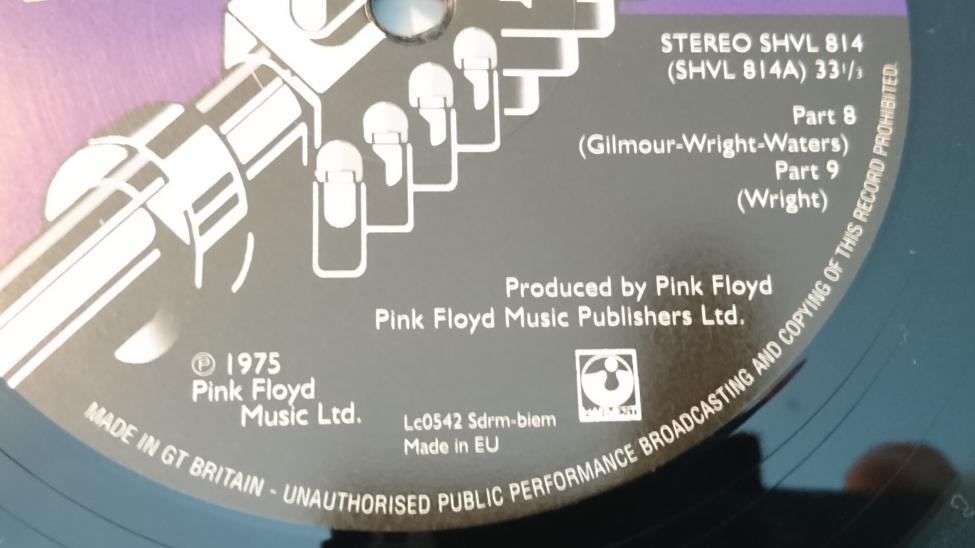 STEREO SHVL 814
(SHVL 814A) 33¹/₃
Part 8
(Gilmour-Wright-Waters)
Part 9
(Wright)
Produced by Pink Floyd
Pink Floyd Music Publishers Ltd.
Ⓟ 1975
Pink Floyd
Music Ltd.
Lc0542 Sdrm-biem
Made in EU
MADE IN GT BRITAIN - UNAUTHORISED PUBLIC PERFORMANCE BROADCASTING AND COPYING OF THIS RECORD PROHIBITED.